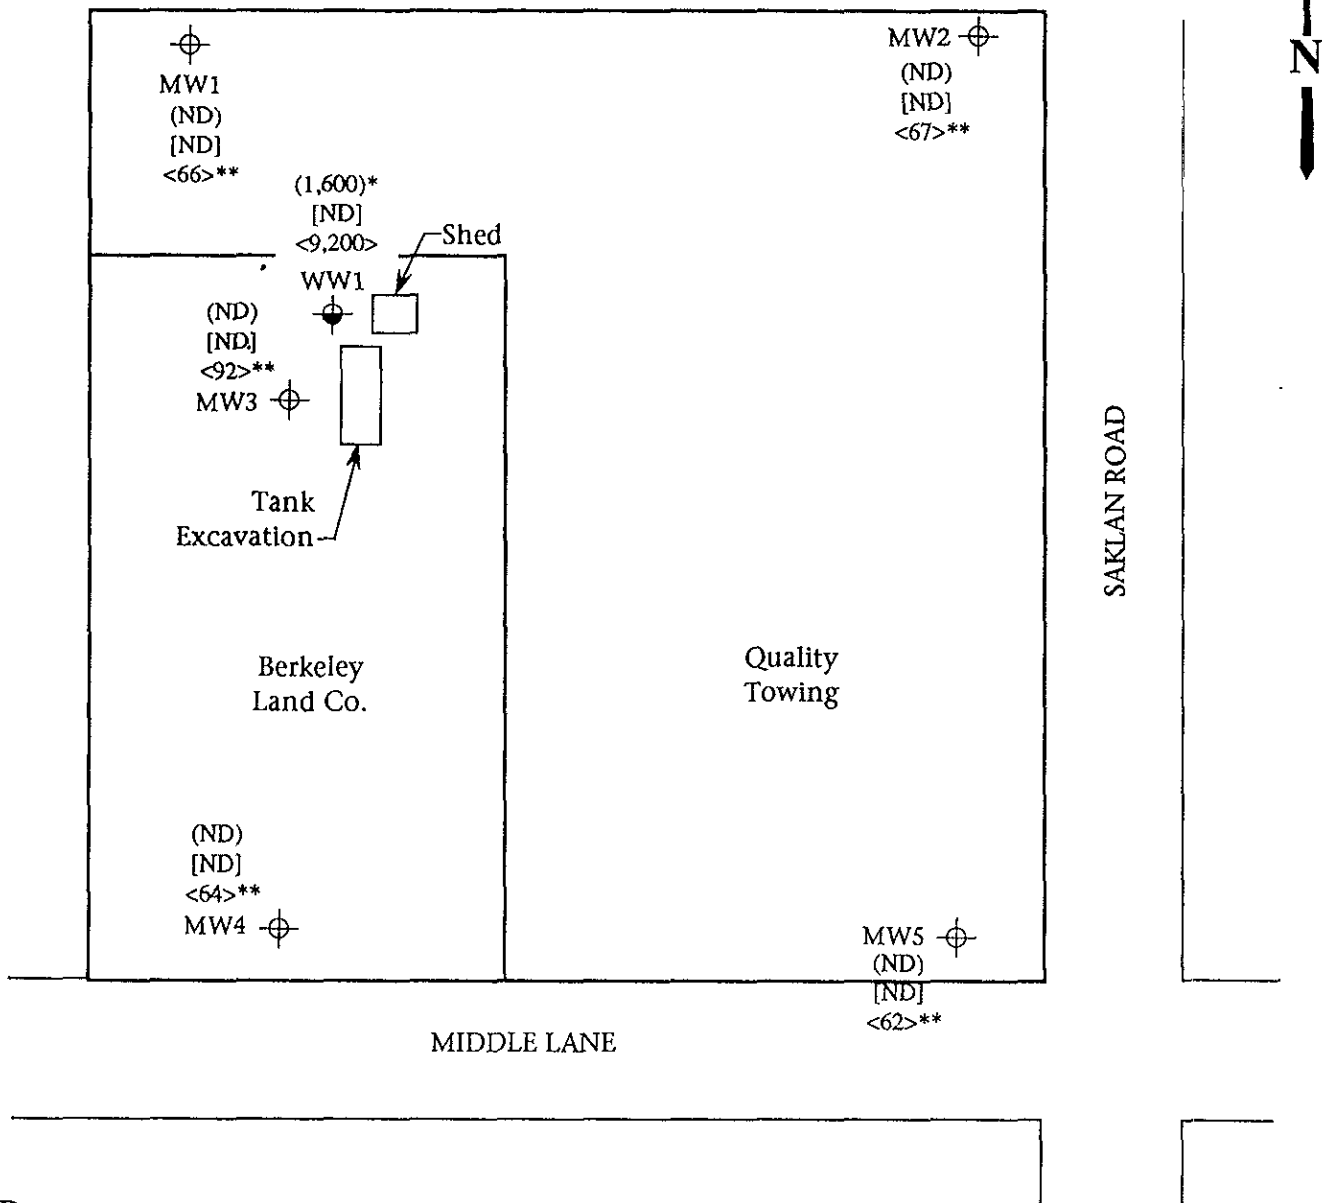 N
MW1
(ND)
[ND]
<66>**
MW2
(ND)
[ND]
<67>**
(1,600)*
[ND]
<9,200>
WW1
Shed
(ND)
[ND]
<92>**
MW3
Tank
Excavation
SAKLAN ROAD
Berkeley
Land Co.
Quality
Towing
(ND)
[ND]
<64>**
MW4
MW5
(ND)
[ND]
<62>**
MIDDLE LANE